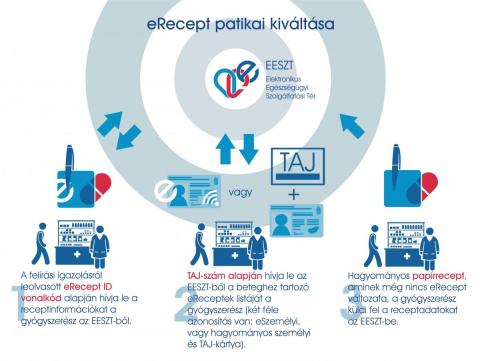 eRecept patikai kiváltása
EESZT
Elektronikus
Egészségügyi
Szolgáltatási Tér
vagy
TAJ
+
1
A felírási igazolásról
leolvasott eRecept ID
vonalkód alapján hívja le a
receptinformációkat a
gyógyszerész az EESZT-ből.
2
TAJ-szám alapján hívja le az
EESZT-ből a beteghez tartozó
eReceptek listáját a
gyógyszerész (két féle
azonosítás van: eSzemélyi,
vagy hagyományos személyi
és TAJ-kártya).
3
Hagyományos papírrecept,
aminek még nincs eRecept
változata, a gyógyszerész
küldi fel a receptadatokat
az EESZT-be.